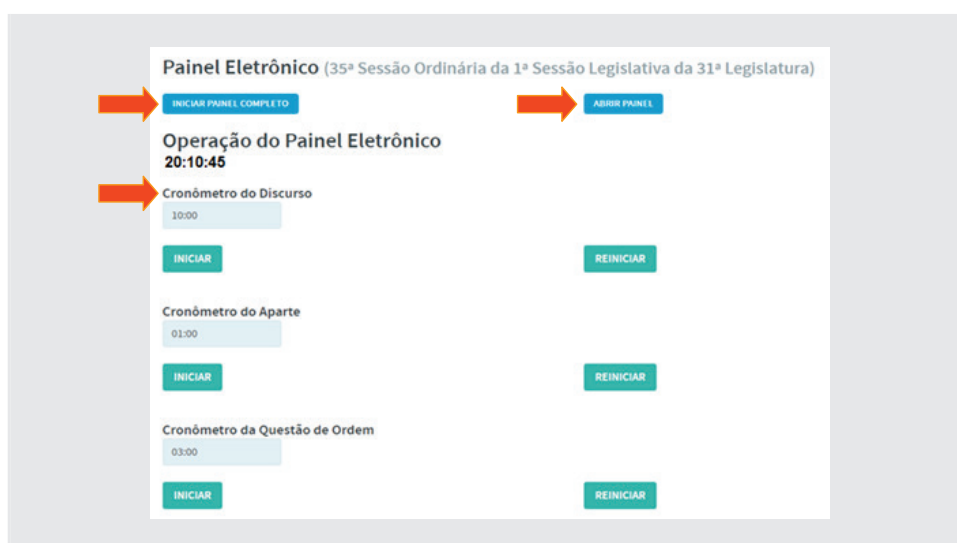 Painel Eletrônico (35ª Sessão Ordinária da 1ª Sessão Legislativa da 31ª Legislatura)
INICIAR PAINEL COMPLETO
ABRIR PAINEL
Operação do Painel Eletrônico
20:10:45
Cronômetro do Discurso
10:00
INICIAR
REINICIAR
Cronômetro do Aparte
01:00
INICIAR
REINICIAR
Cronômetro da Questão de Ordem
03:00
INICIAR
REINICIAR